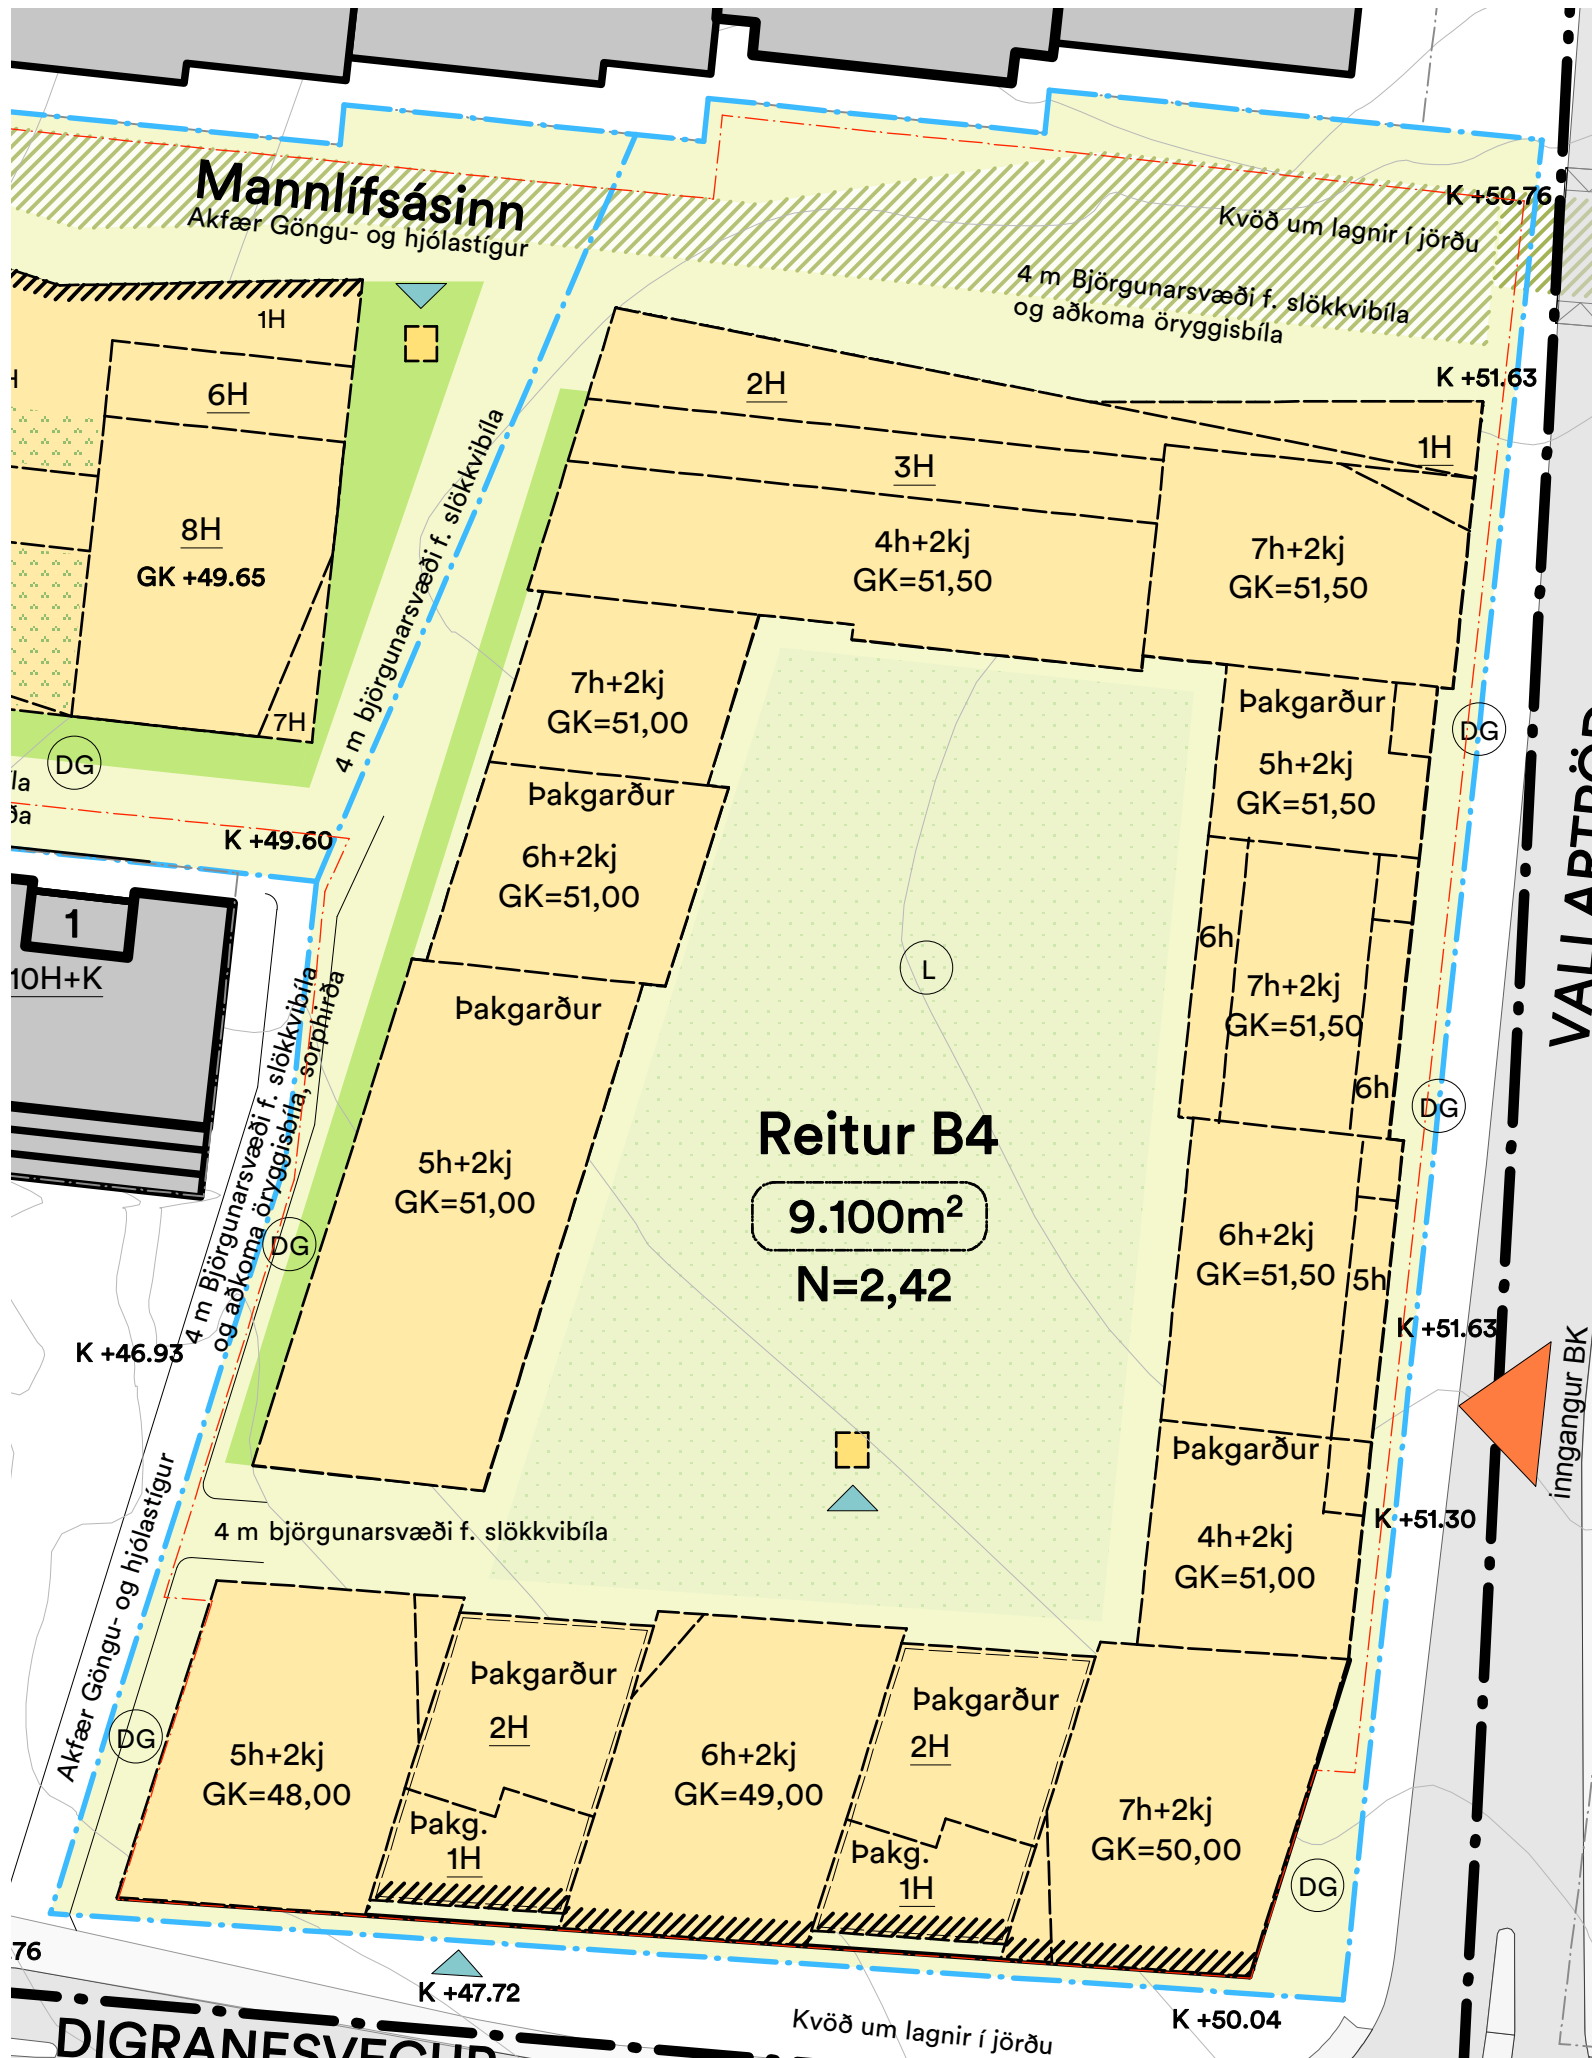 Mannlífsásinn
Akfær Göngu- og hjólastígur
K +50.76
Kvöð um lagnir í jörðu
4 m Björgunarsvæði f. slökkvibíla
og aðkoma öryggisbíla
K +51.63
1H
6H
8H
GK +49.65
7H
DG
4 m björgunarsvæði f. slökkvibíla
K +49.60
2H
3H
1H
4h+2kj
GK=51,50
7h+2kj
GK=51,50
7h+2kj
GK=51,00
Þakgarður
6h+2kj
GK=51,00
Þakgarður
5h+2kj
GK=51,00
Þakgarður
5h+2kj
GK=51,50
DG
6h
7h+2kj
GK=51,50
6h
DG
L
1
10H+K
4 m Björgunarsvæði f. slökkvibíla
og aðkoma öryggisbíla, sorphirða
DG
K +46.93
Reitur B4
9.100m²
N=2,42
6h+2kj
GK=51,50
5h
K +51.63
inngangur BK
Þakgarður
4h+2kj
GK=51,00
K +51.30
4 m björgunarsvæði f. slökkvibíla
Akfær Göngu- og hjólastígur
DG
5h+2kj
GK=48,00
Þakgarður
2H
Þakg.
1H
6h+2kj
GK=49,00
Þakgarður
2H
Þakg.
1H
7h+2kj
GK=50,00
DG
K +47.72
Kvöð um lagnir í jörðu
K +50.04
DIGRANESVEGUR
VALLARTRÖÐ